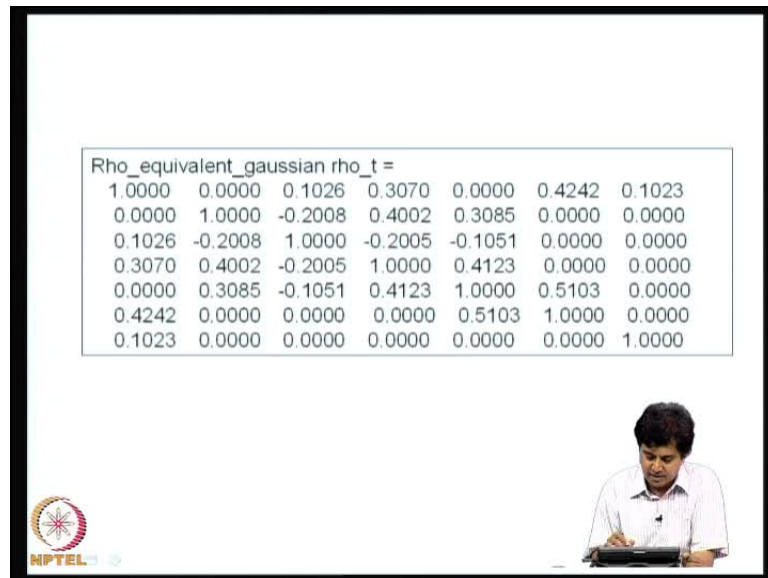 Rho_equivalent_gaussian rho_t =
1.0000 0.0000 0.1026 0.3070 0.0000 0.4242 0.1023
0.0000 1.0000 -0.2008 0.4002 0.3085 0.0000 0.0000
0.1026 -0.2008 1.0000 -0.2005 -0.1051 0.0000 0.0000
0.3070 0.4002 -0.2005 1.0000 0.4123 0.0000 0.0000
0.0000 0.3085 -0.1051 0.4123 1.0000 0.5103 0.0000
0.4242 0.0000 0.0000 0.0000 0.5103 1.0000 0.0000
0.1023 0.0000 0.0000 0.0000 0.0000 0.0000 1.0000
NPTEL